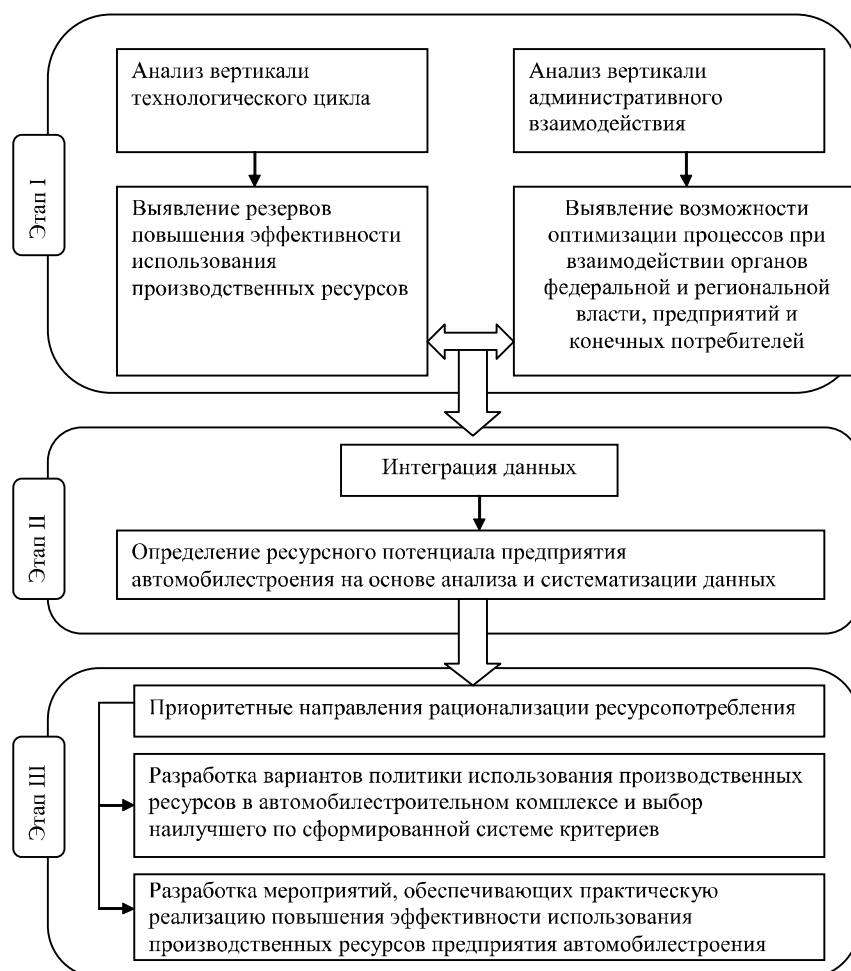 Этап I
Анализ вертикали
технологического цикла
Анализ вертикали
административного
взаимодействия
Выявление резервов
повышения эффективности
использования
производственных ресурсов
Выявление возможности
оптимизации процессов при
взаимодействии органов
федеральной и региональной
власти, предприятий и
конечных потребителей
Этап II
Интеграция данных
Определение ресурсного потенциала предприятия
автомобилестроения на основе анализа и систематизации данных
Этап III
Приоритетные направления рационализации ресурсопотребления
Разработка вариантов политики использования производственных
ресурсов в автомобилестроительном комплексе и выбор
наилучшего по сформированной системе критериев
Разработка мероприятий, обеспечивающих практическую
реализацию повышения эффективности использования
производственных ресурсов предприятия автомобилестроения